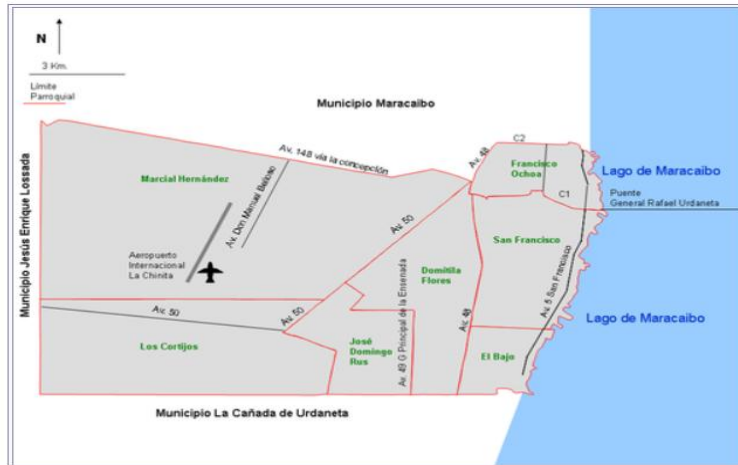 N
3 Km.
Límite
Parroquial
Municipio Maracaibo
C2
Av. 48
Francisco
Ochoa
Lago de Maracaibo
Av. 148 vía la concepción
Marcial Hernández
C1
Puente
General Rafael Urdaneta
Municipio Jesús Enrique Lossada
Av. Don Manuel Belloso
Av. 50
San Francisco
Aeropuerto
Internacional
La Chinita
Domitila
Flores
Av. 5 San Francisco
Av. 50
Av. 50
Av. 49 G Principal de la Ensenada
Av. 48
Lago de Maracaibo
Los Cortijos
José
Domingo
Rus
El Bajo
Municipio La Cañada de Urdaneta